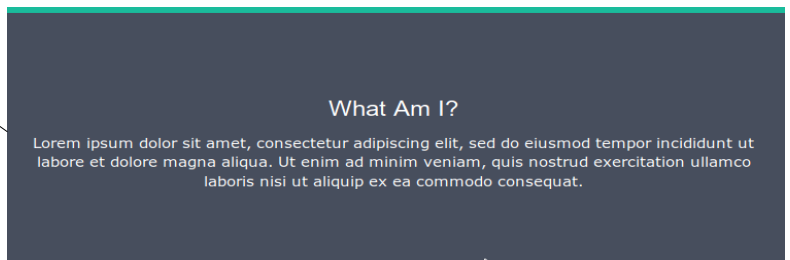 What Am I?
Lorem ipsum dolor sit amet, consectetur adipiscing elit, sed do eiusmod tempor incididunt ut
labore et dolore magna aliqua. Ut enim ad minim veniam, quis nostrud exercitation ullamco
laboris nisi ut aliquip ex ea commodo consequat.